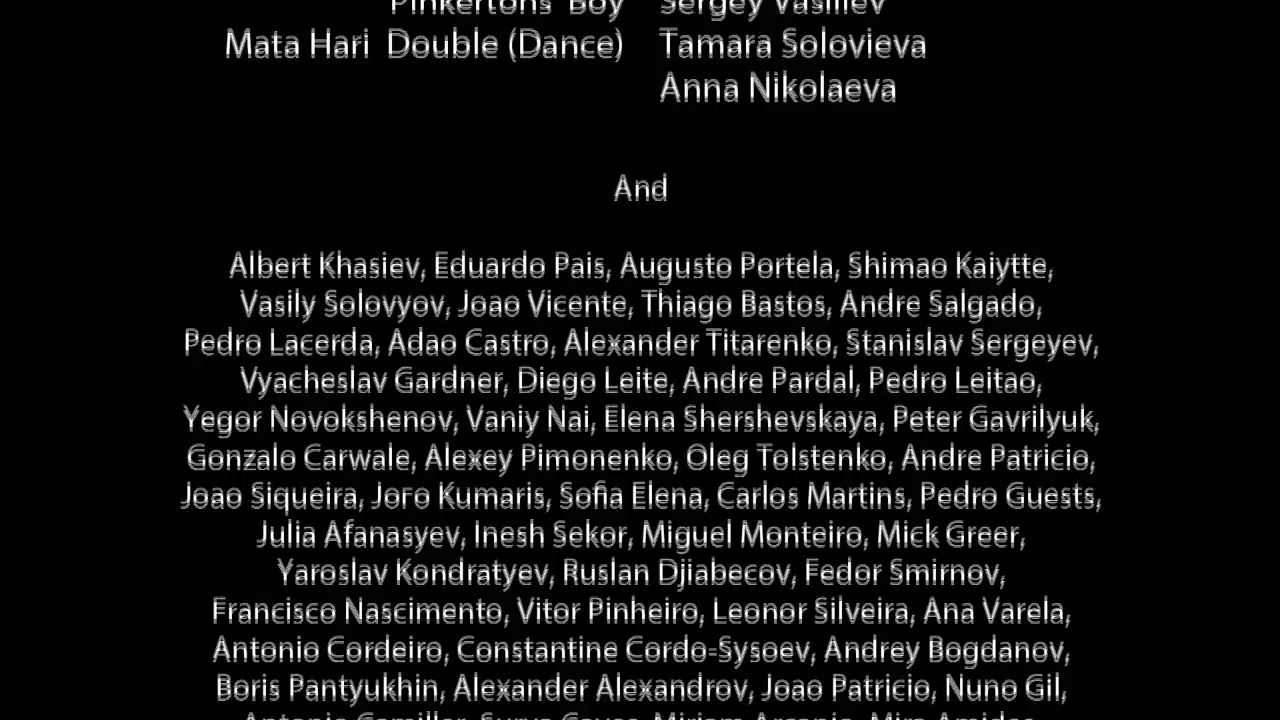 Pinkertons Boy Sergey Vasiliev
Mata Hari Double (Dance) Tamara Solovieva
Anna Nikolaeva
And
Albert Khasiev, Eduardo Pais, Augusto Portela, Shimao Kaiytte,
Vasily Solovyov, Joao Vicente, Thiago Bastos, Andre Salgado,
Pedro Lacerda, Adao Castro, Alexander Titarenko, Stanislav Sergeyev,
Vyacheslav Gardner, Diego Leite, Andre Pardal, Pedro Leitao,
Yegor Novokshenov, Vaniy Nai, Elena Shershevskaya, Peter Gavrilyuk,
Gonzalo Carwale, Alexey Pimonenko, Oleg Tolstenko, Andre Patricio,
Joao Siqueira, Joro Kumaris, Sofia Elena, Carlos Martins, Pedro Guests,
Julia Afanasyev, Inesh Sekor, Miguel Monteiro, Mick Greer,
Yaroslav Kondratyev, Ruslan Djiabecov, Fedor Smirnov,
Francisco Nascimento, Vitor Pinheiro, Leonor Silveira, Ana Varela,
Antonio Cordeiro, Constantine Cordo-Sysoev, Andrey Bogdanov,
Boris Pantyukhin, Alexander Alexandrov, Joao Patricio, Nuno Gil,